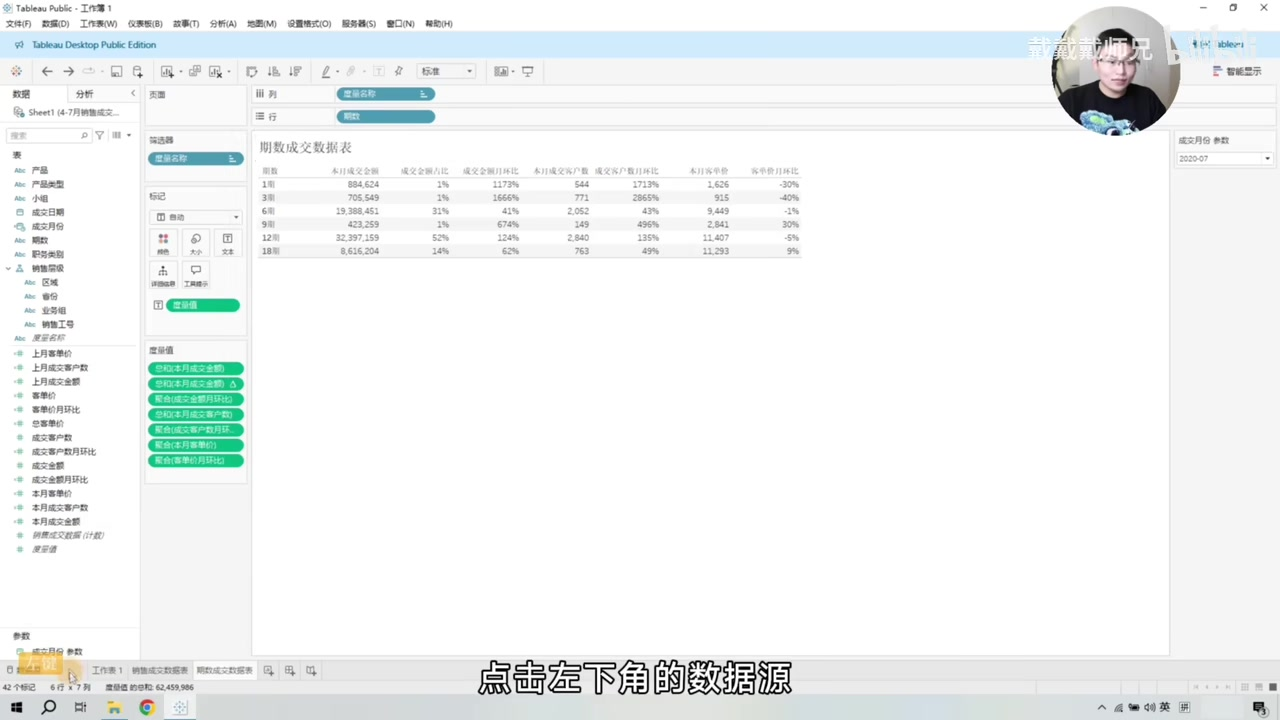 Tableau Public - 工作簿 1
文件(F) 数据(D) 工作表(W) 仪表板(B) 故事(T) 分析(A) 地图(M) 设置格式(O) 服务器(S) 窗口(N) 帮助(H)
Tableau Desktop Public Edition
戴戴戴师兄
标准
智能显示
数据 分析
页面
列 度量名称
行 期数
Sheet1 (4-7月销售成交...
搜索
表
Abc 产品
Abc 产品类型
Abc 小组
成交日期
成交月份
Abc 期数
Abc 职务类别
销售层级
Abc 区域
Abc 省份
Abc 业务组
Abc 销售工号
Abc 度量名称
上月客单价
上月成交客户数
上月成交金额
客单价
客单价月环比
总客单价
成交客户数
成交客户数月环比
成交金额
成交金额月环比
本月客单价
本月成交客户数
本月成交金额
销售成交数据 (计数)
度量值
参数
成交月份 参数
筛选器
度量名称
标记
自动
颜色 大小 文本
详细信息 工具提示
度量值
度量值
总和(本月成交金额)
总和(本月成交金额)
聚合(成交金额月环比)
总和(本月成交客户数)
聚合(成交客户数月环..
聚合(本月客单价)
聚合(客单价月环比)
期数成交数据表
期数 本月成交金额 成交金额占比 成交金额月环比 本月成交客户数 成交客户数月环比 本月客单价 客单价月环比
1期 884,624 1% 1173% 544 1713% 1,626 -30%
3期 705,549 1% 1666% 771 2865% 915 -40%
6期 19,388,451 31% 41% 2,052 43% 9,449 -1%
9期 423,259 1% 674% 149 496% 2,841 30%
12期 32,397,159 52% 124% 2,840 135% 11,407 -5%
18期 8,616,204 14% 62% 763 49% 11,293 9%
成交月份 参数
2020-07
左键
工作表 1 销售成交数据表 期数成交数据表
点击左下角的数据源
42 个标记 6 行 x 7 列 度量值 的总和: 62,459,986
英 拼